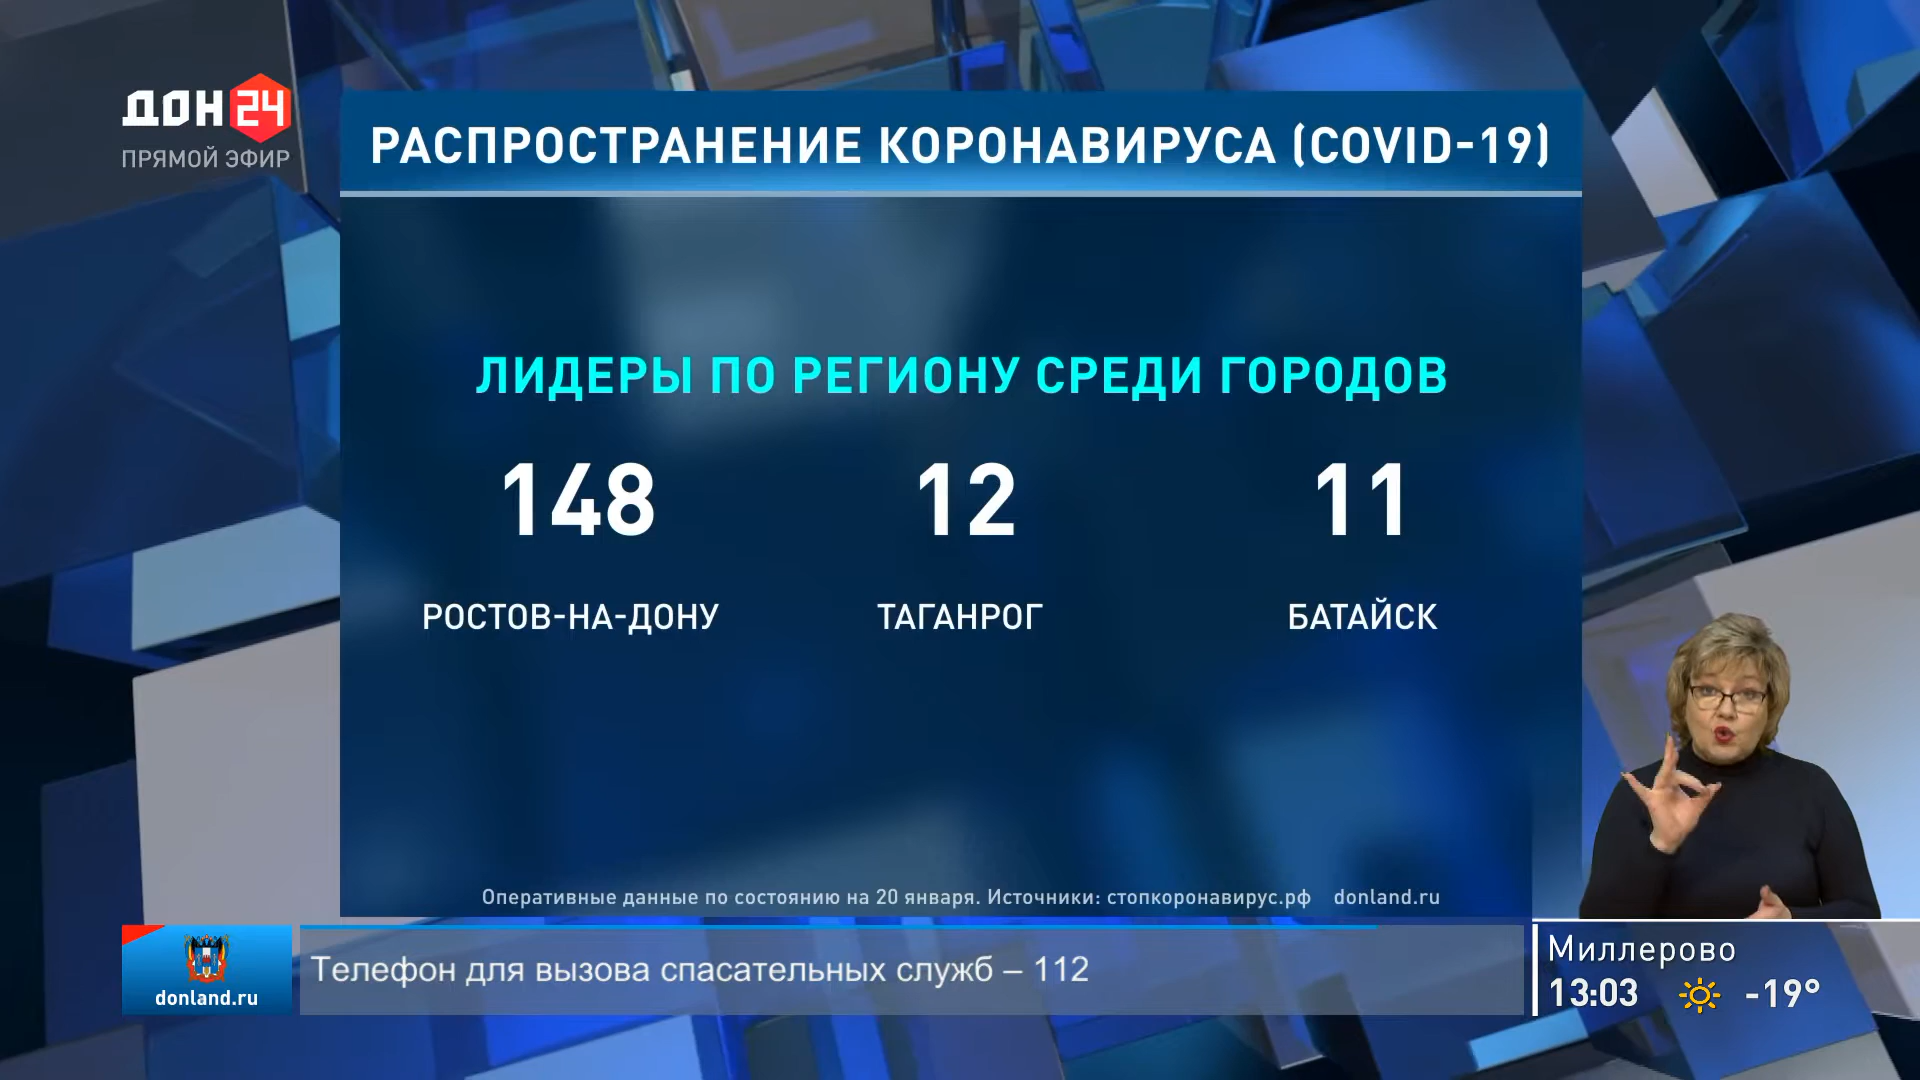 ДОН 24
ПРЯМОЙ ЭФИР
РАСПРОСТРАНЕНИЕ КОРОНАВИРУСА (COVID-19)
ЛИДЕРЫ ПО РЕГИОНУ СРЕДИ ГОРОДОВ
148 12 11
РОСТОВ-НА-ДОНУ ТАГАНРОГ БАТАЙСК
Оперативные данные по состоянию на 20 января. Источники: стопкоронавирус.рф donland.ru
donland.ru
Телефон для вызова спасательных служб – 112
Миллерово
13:03 -19°